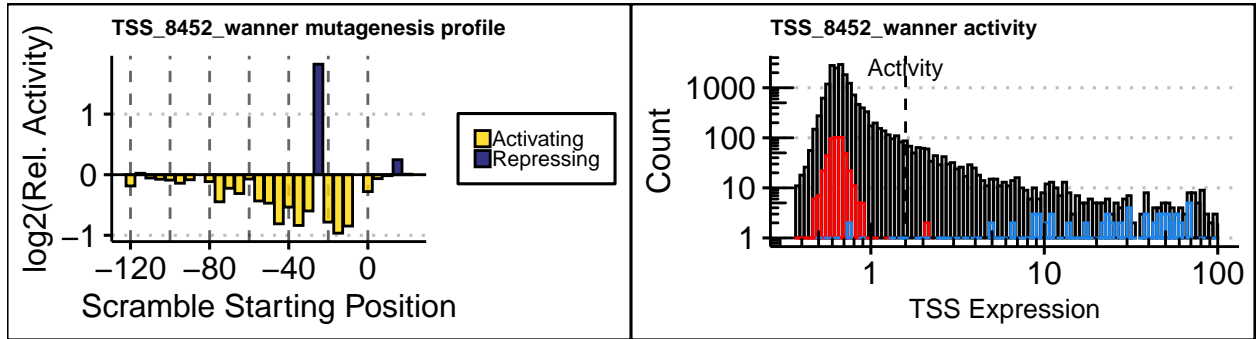 TSS_8452_wanner mutagenesis profile
log2(Rel. Activity)
1
0
−1
−120
−80
−40
0
Scramble Starting Position
Activating
Repressing
TSS_8452_wanner activity
Activity
Count
1000
100
10
1
1
10
100
TSS Expression